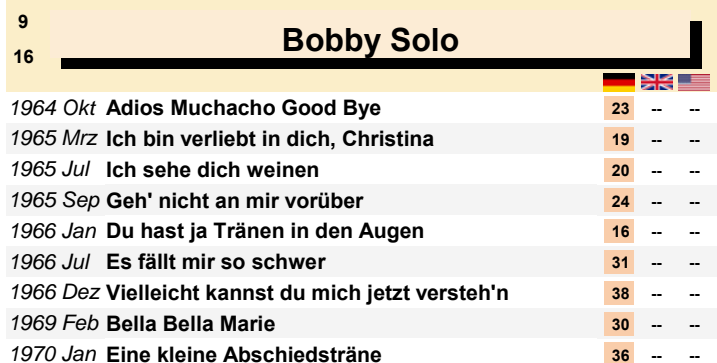 9
16
Bobby Solo
1964 Okt Adios Muchacho Good Bye 23 -- --
1965 Mrz Ich bin verliebt in dich, Christina 19 -- --
1965 Jul Ich sehe dich weinen 20 -- --
1965 Sep Geh' nicht an mir vorüber 24 -- --
1966 Jan Du hast ja Tränen in den Augen 16 -- --
1966 Jul Es fällt mir so schwer 31 -- --
1966 Dez Vielleicht kannst du mich jetzt versteh'n 38 -- --
1969 Feb Bella Bella Marie 30 -- --
1970 Jan Eine kleine Abschiedsträne 36 -- --